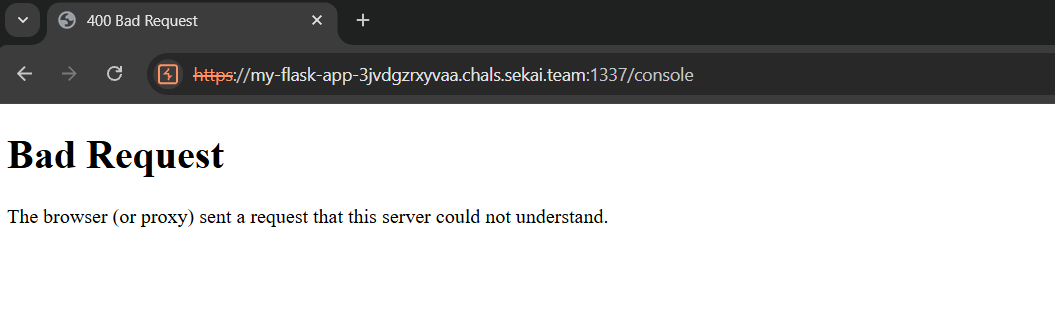 400 Bad Request
https://my-flask-app-3jvdgzrxyvaa.chals.sekai.team:1337/console
Bad Request
The browser (or proxy) sent a request that this server could not understand.